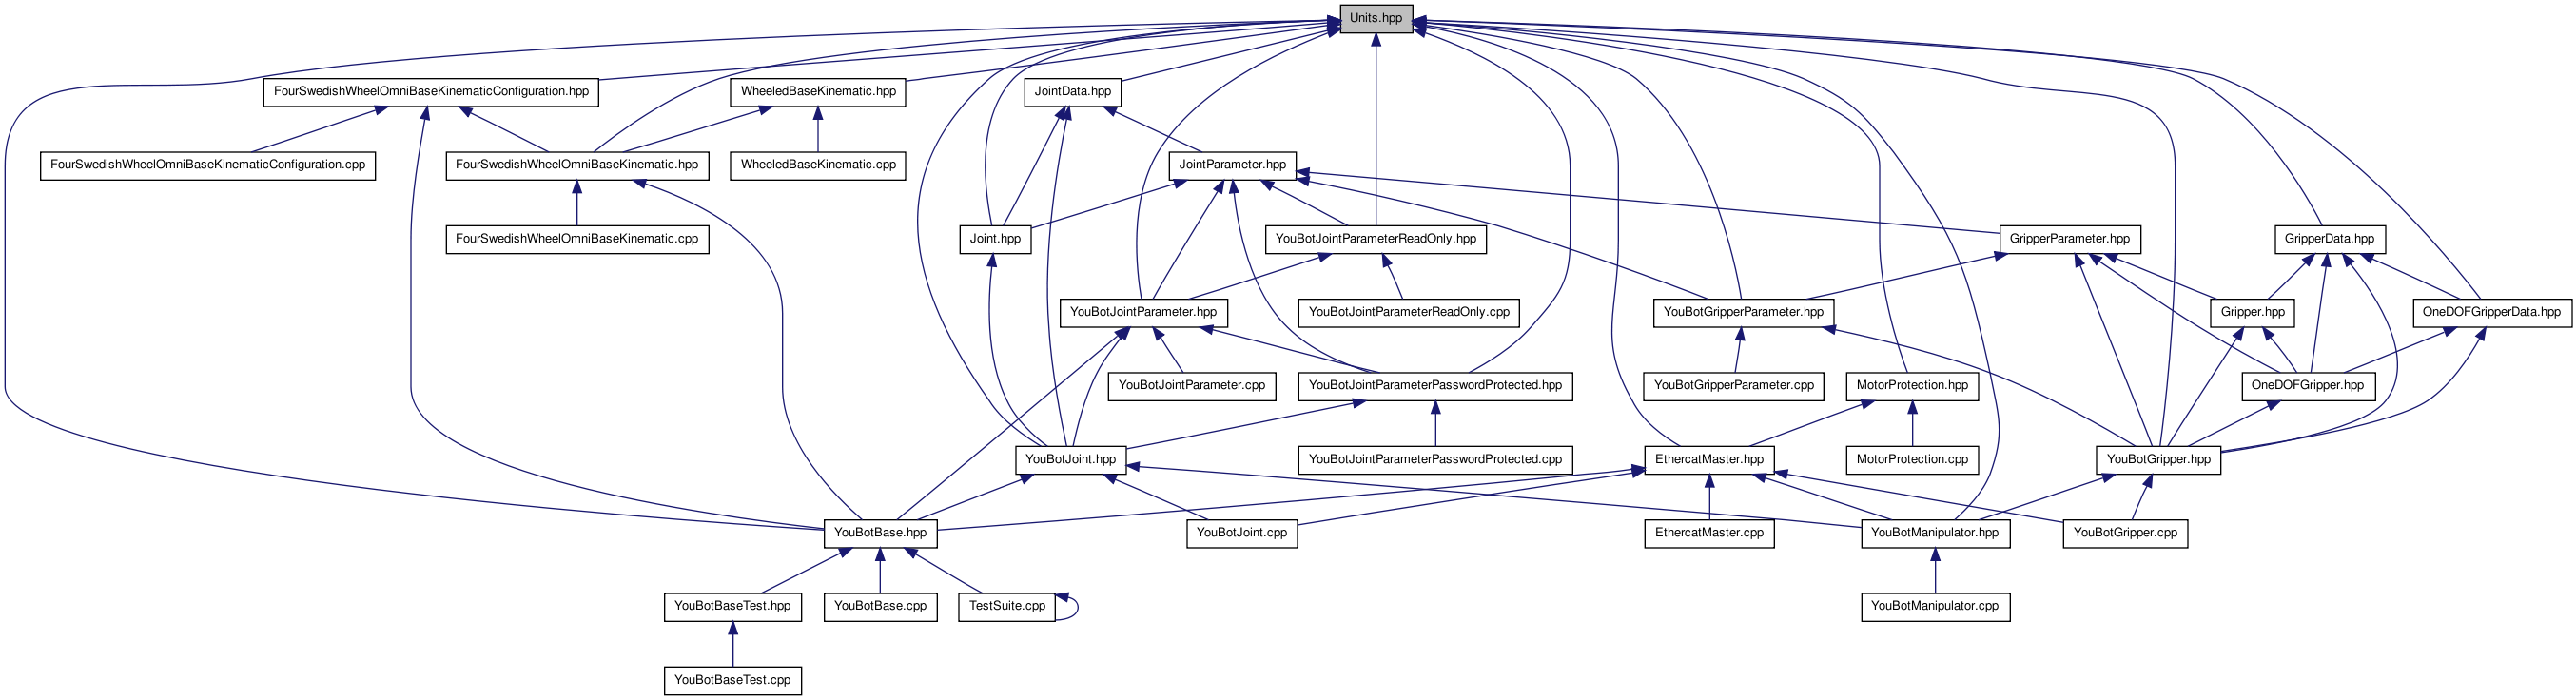 Units.hpp
FourSwedishWheelOmniBaseKinematicConfiguration.hpp
WheeledBaseKinematic.hpp
JointData.hpp
FourSwedishWheelOmniBaseKinematicConfiguration.cpp
FourSwedishWheelOmniBaseKinematic.hpp
WheeledBaseKinematic.cpp
JointParameter.hpp
FourSwedishWheelOmniBaseKinematic.cpp
Joint.hpp
YouBotJointParameterReadOnly.hpp
GripperParameter.hpp
GripperData.hpp
YouBotJointParameter.hpp
YouBotJointParameterReadOnly.cpp
YouBotGripperParameter.hpp
Gripper.hpp
OneDOFGripperData.hpp
YouBotJointParameter.cpp
YouBotJointParameterPasswordProtected.hpp
YouBotGripperParameter.cpp
MotorProtection.hpp
OneDOFGripper.hpp
YouBotJoint.hpp
YouBotJointParameterPasswordProtected.cpp
EthercatMaster.hpp
MotorProtection.cpp
YouBotGripper.hpp
YouBotBase.hpp
YouBotJoint.cpp
EthercatMaster.cpp
YouBotManipulator.hpp
YouBotGripper.cpp
YouBotBaseTest.hpp
YouBotBase.cpp
TestSuite.cpp
YouBotManipulator.cpp
YouBotBaseTest.cpp